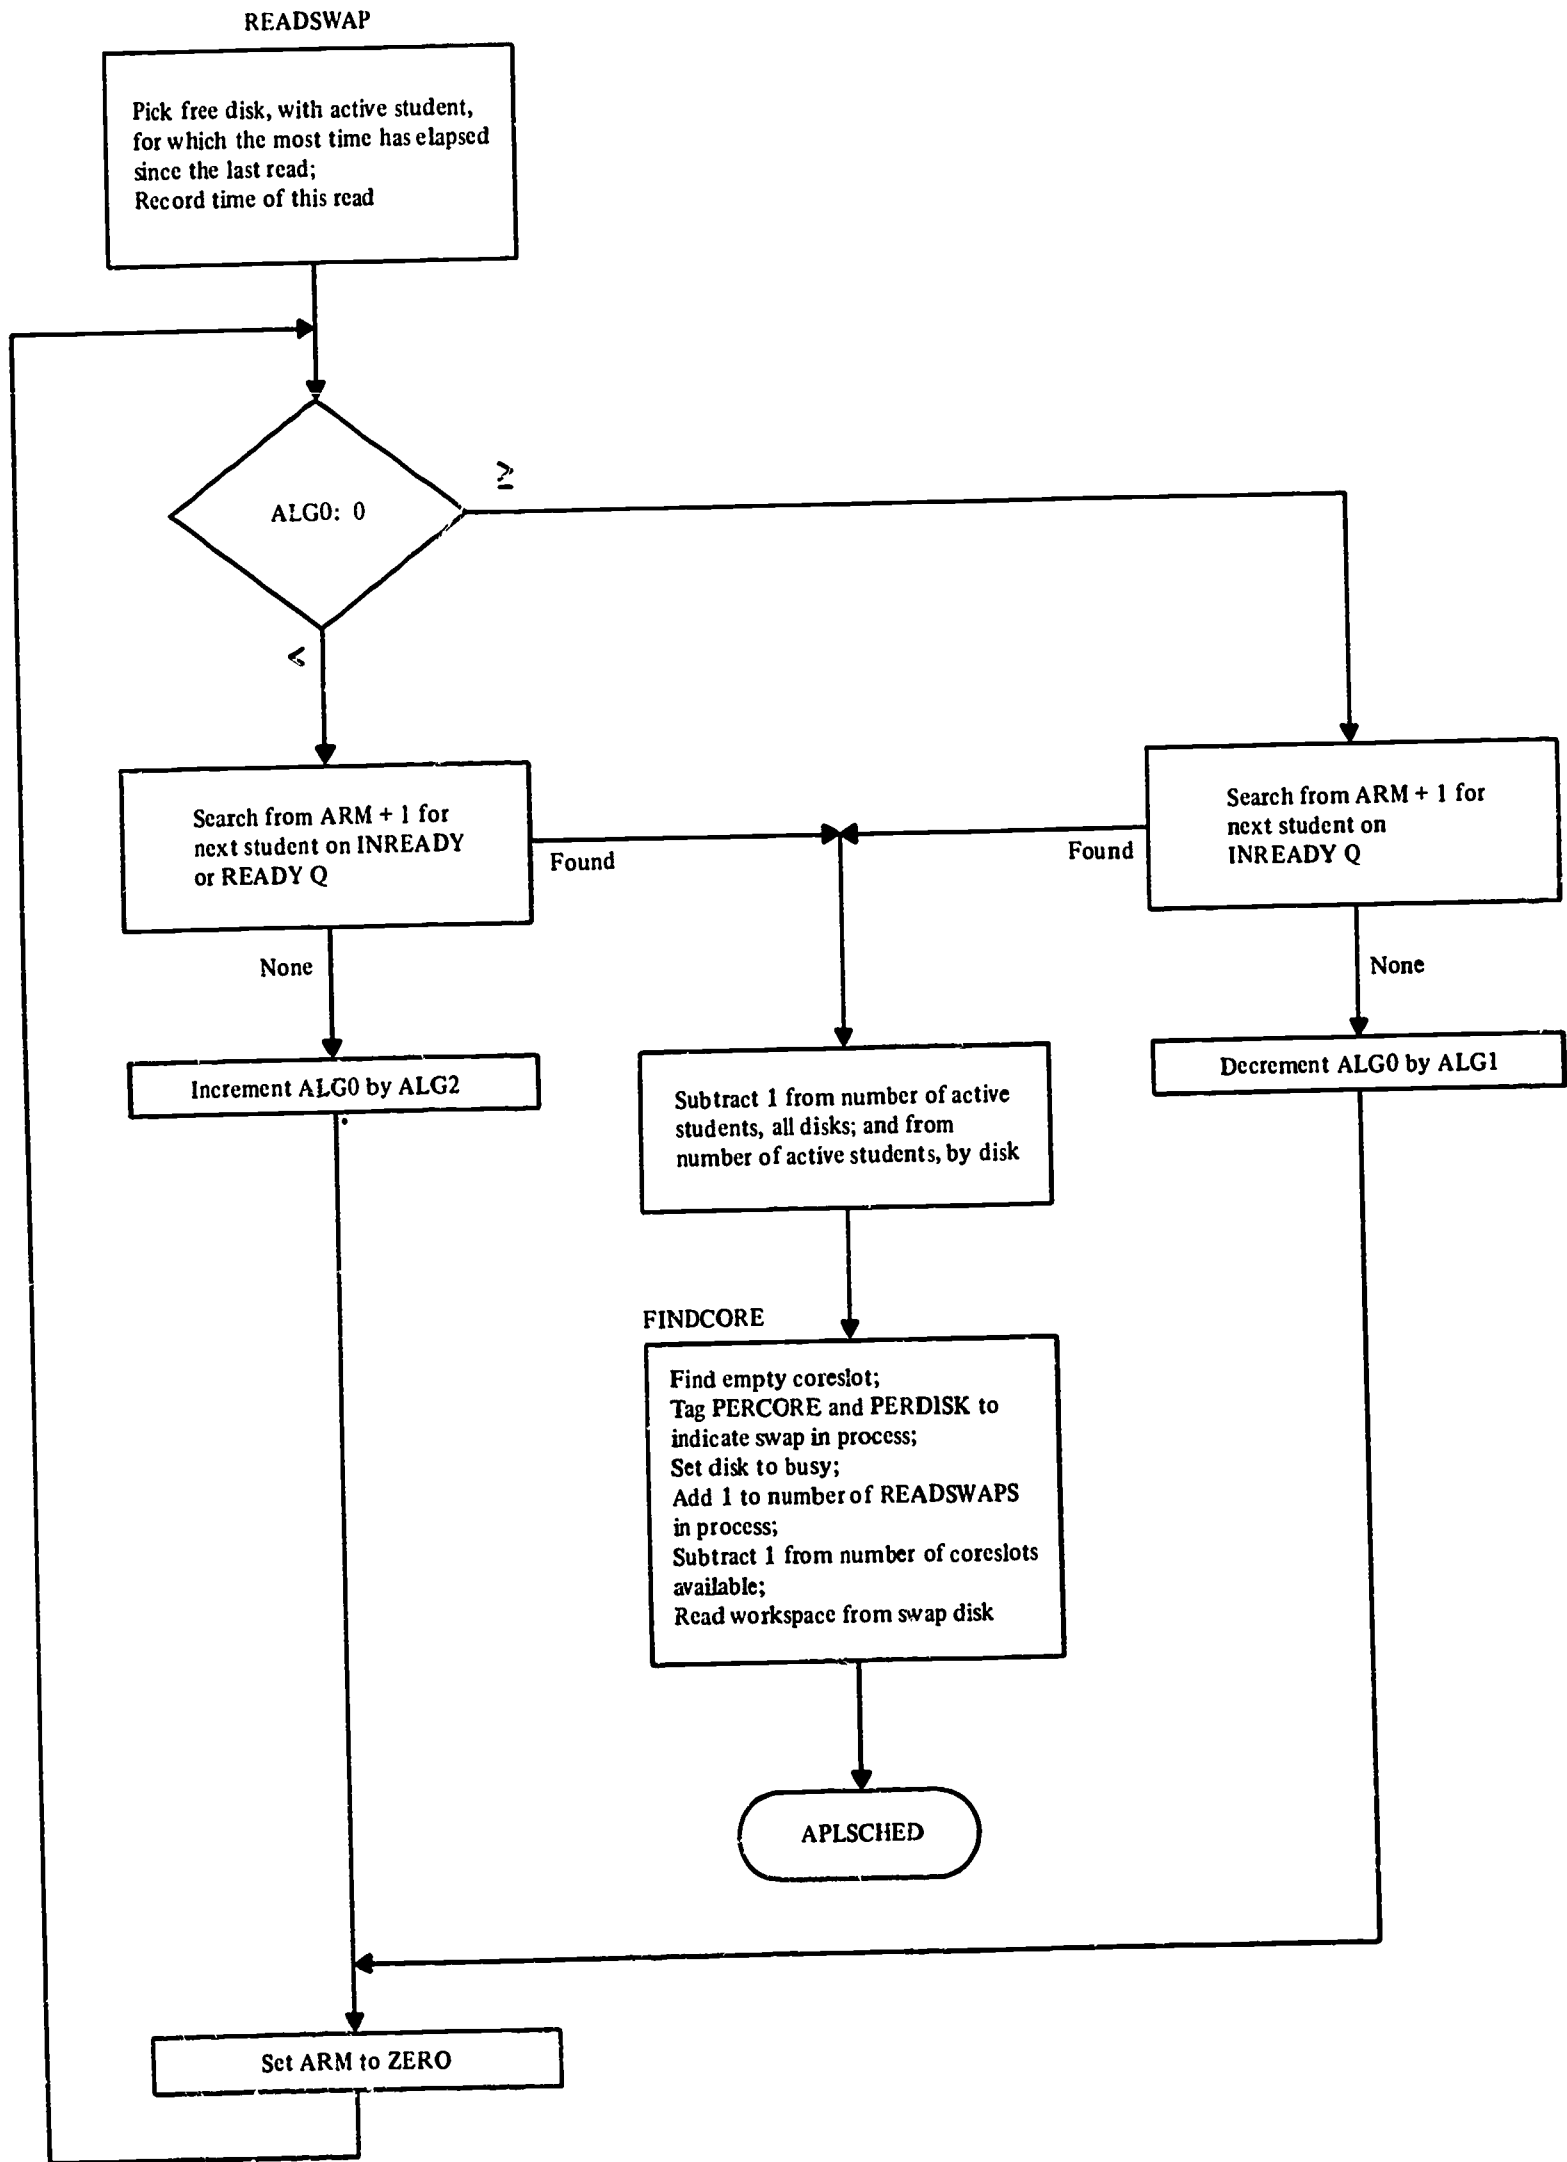 READSWAP
Pick free disk, with active student,
for which the most time has elapsed
since the last read;
Record time of this read
ALG0: 0
≥
<
Search from ARM + 1 for
next student on INREADY
or READY Q
Found
None
Search from ARM + 1 for
next student on
INREADY Q
Found
None
Increment ALG0 by ALG2
Subtract 1 from number of active
students, all disks; and from
number of active students, by disk
Decrement ALG0 by ALG1
FINDCORE
Find empty coreslot;
Tag PERCORE and PERDISK to
indicate swap in process;
Set disk to busy;
Add 1 to number of READSWAPS
in process;
Subtract 1 from number of coreslots
available;
Read workspace from swap disk
APLSCHED
Set ARM to ZERO